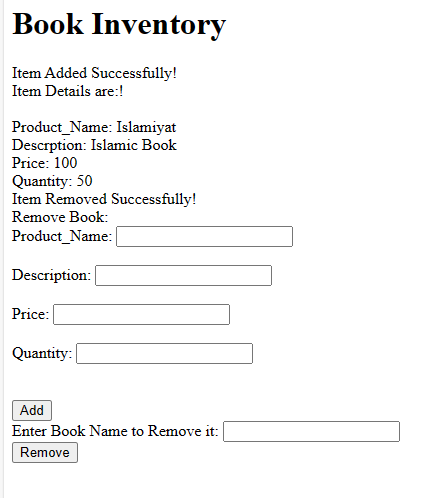 Book Inventory
Item Added Successfully!
Item Details are:!
Product_Name: Islamiyat
Descrption: Islamic Book
Price: 100
Quantity: 50
Item Removed Successfully!
Remove Book:
Product_Name:
Description:
Price:
Quantity:
Add
Enter Book Name to Remove it:
Remove